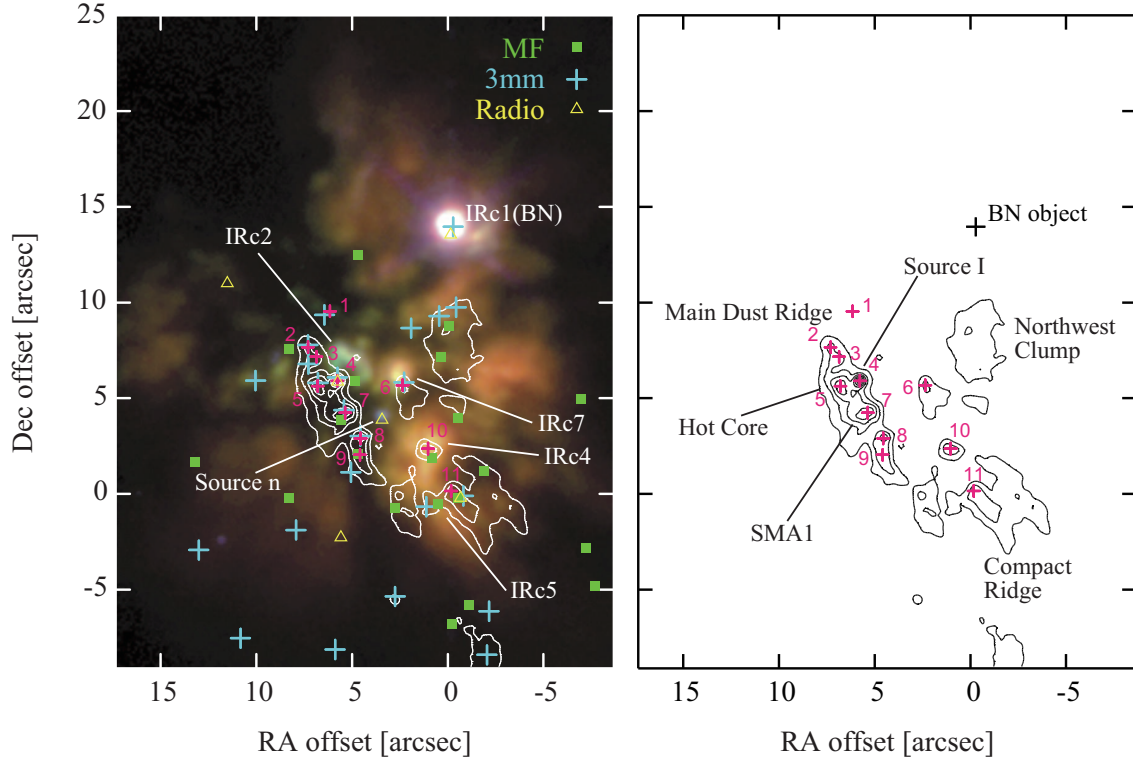 MF
3mm
Radio
IRc1(BN)
IRc2
1
2
3
4
5
6
7
8
9
10
11
IRc7
IRc4
Source n
IRc5
25
20
15
10
5
0
-5
Dec offset [arcsec]
15
10
5
0
-5
RA offset [arcsec]
BN object
Source I
Main Dust Ridge
1
Northwest
Clump
2
3
4
5
6
7
Hot Core
8
9
10
11
SMA1
Compact
Ridge
15
10
5
0
-5
RA offset [arcsec]